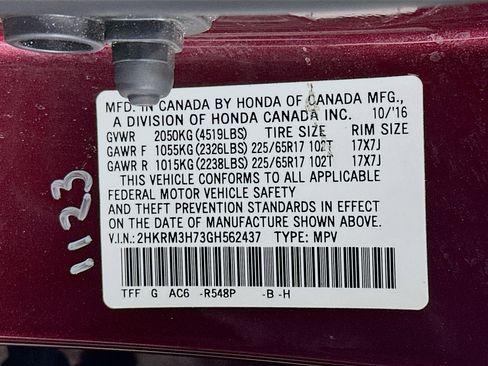 MFD. IN CANADA BY HONDA OF CANADA MFG.,
A DIVISION OF HONDA CANADA INC. 10/'16
GVWR 2050KG (4519LBS) TIRE SIZE RIM SIZE
GAWR F 1055KG (2326LBS) 225/65R17 102T 17X7J
GAWR R 1015KG (2238LBS) 225/65R17 102T 17X7J
THIS VEHICLE CONFORMS TO ALL APPLICABLE
FEDERAL MOTOR VEHICLE SAFETY
AND THEFT PREVENTION STANDARDS IN EFFECT
ON THE DATE OF MANUFACTURE SHOWN ABOVE.
V.I.N.: 2HKRM3H73GH562437 TYPE: MPV
TFF G AC6 -R548P -B -H
1123